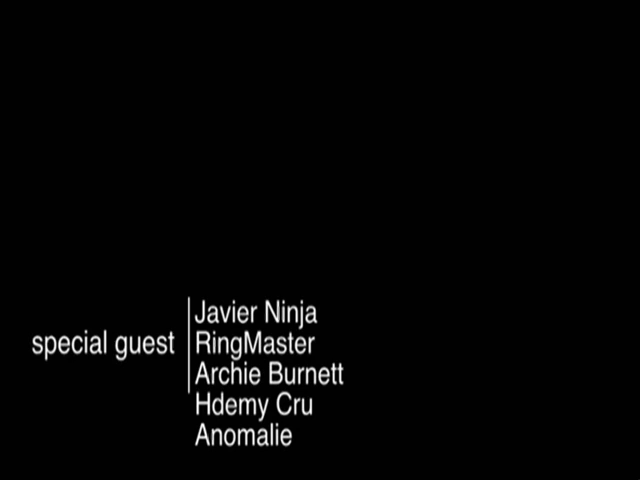 special guest
Javier Ninja
RingMaster
Archie Burnett
Hdemy Cru
Anomalie